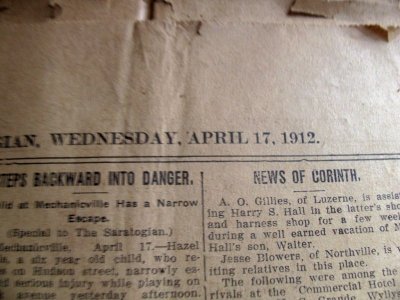 GIAN, WEDNESDAY, APRIL 17, 1912.
STEPS BACKWARD INTO DANGER.
ild at Mechanicville Has a Narrow
Escape.
(Special to The Saratogian.)
Mechanicville, April 17.—Hazel
a six year old child, who re-
on Hudson street, narrowly es-
serious injury while playing on
avenue yesterday afternoon.
NEWS OF CORINTH.
A. O. Gillies, of Luzerne, is assist
ing Harry S. Hall in the latter's sho
and harness shop for a few week
during a well earned vacation of M
Hall's son, Walter.
Jesse Blowers, of Northville, is v
iting relatives in this place.
The following were among the
rivals at the Commercial Hotel